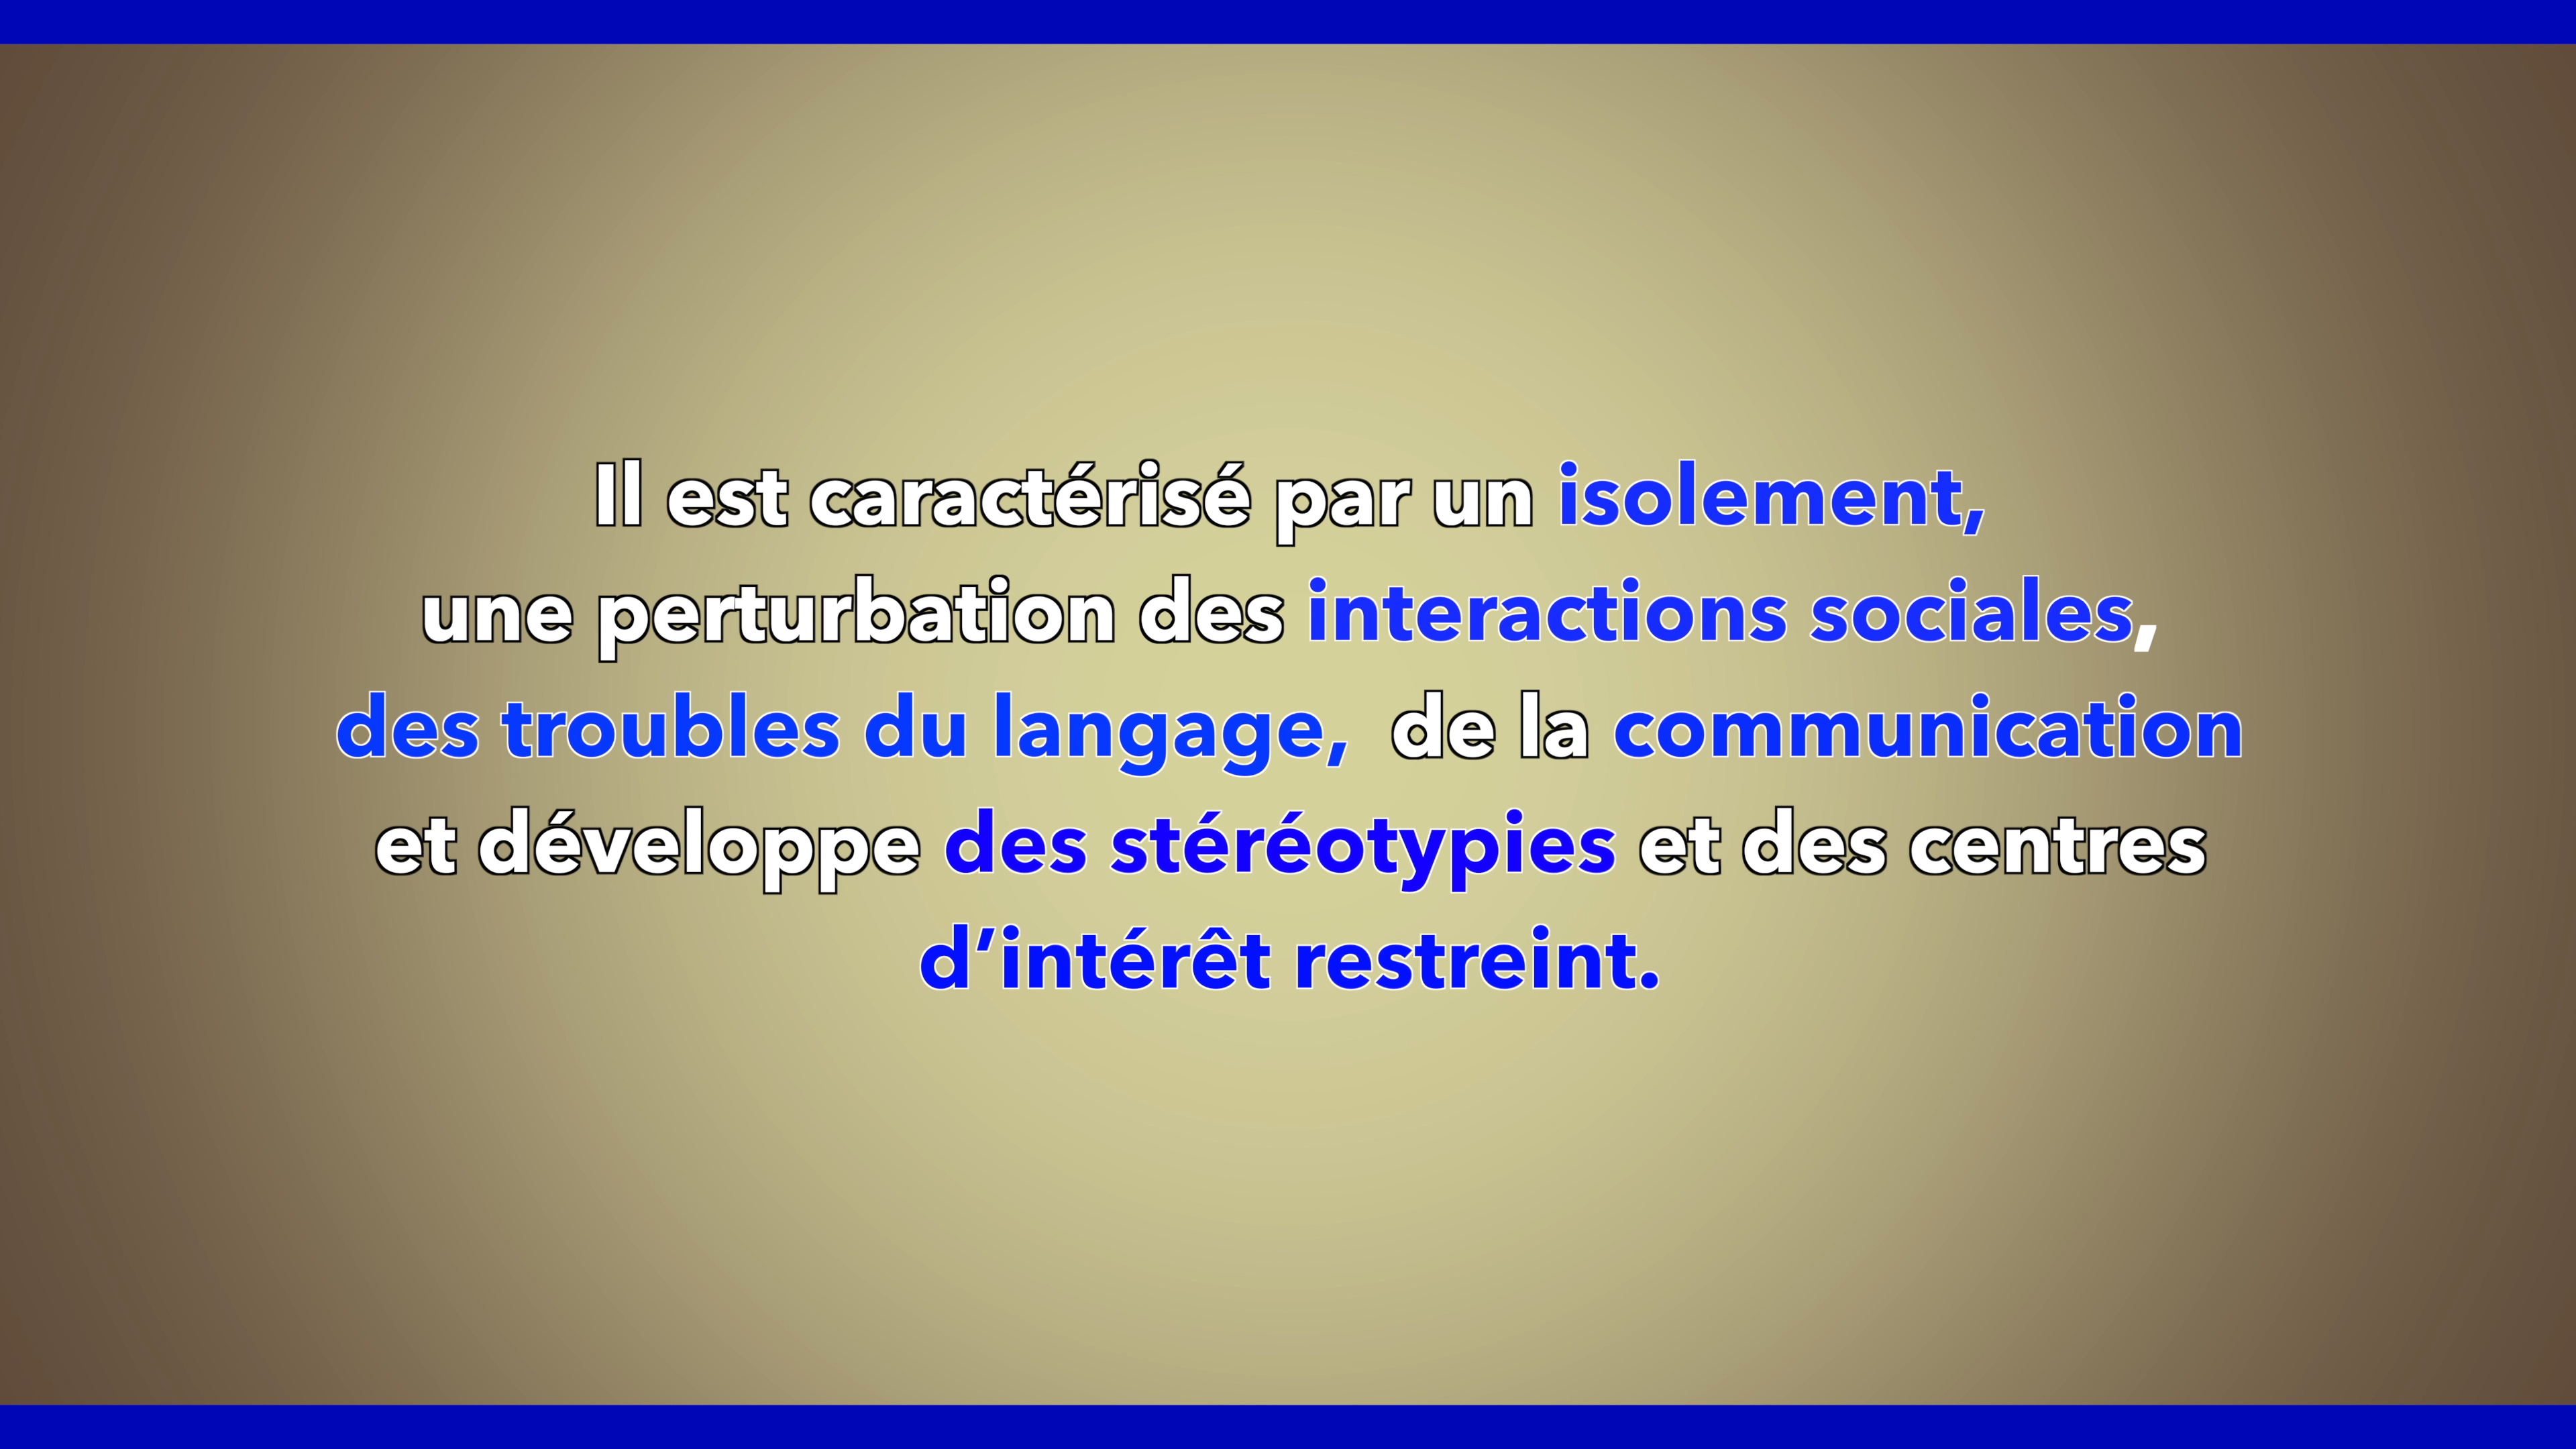 Il est caractérisé par un isolement,
une perturbation des interactions sociales,
des troubles du langage,  de la communication
et développe des stéréotypies et des centres
d’intérêt restreint.